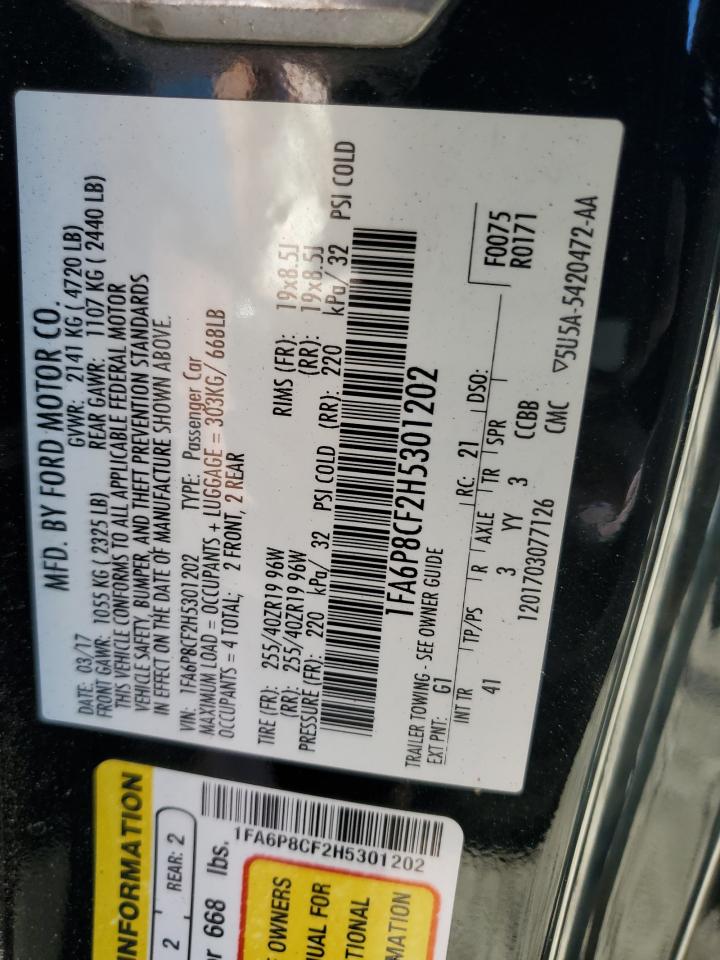 MFD. BY FORD MOTOR CO.
DATE: 03/17 GVWR: 2141 KG ( 4720 LB)
FRONT GAWR: 1055 KG ( 2325 LB) REAR GAWR: 1107 KG ( 2440 LB)
THIS VEHICLE CONFORMS TO ALL APPLICABLE FEDERAL MOTOR
VEHICLE SAFETY, BUMPER, AND THEFT PREVENTION STANDARDS
IN EFFECT ON THE DATE OF MANUFACTURE SHOWN ABOVE.
VIN: 1FA6P8CF2H5301202 TYPE: Passenger Car
MAXIMUM LOAD = OCCUPANTS + LUGGAGE = 303KG/ 668LB
OCCUPANTS = 4 TOTAL; 2 FRONT, 2 REAR
TIRE (FR): 255/40ZR19 96W RIMS (FR): 19x8.5J
(RR): 255/40ZR19 96W (RR): 19x8.5J
PRESSURE (FR): 220 kPa/ 32 PSI COLD (RR): 220 kPa/ 32 PSI COLD
1FA6P8CF2H5301202
TRAILER TOWING - SEE OWNER GUIDE
EXT PNT: G1 RC: 21 DSO: F0075
INT TR TP/PS R AXLE TR SPR R0171
41 3 YY 3 CCBB
1201703077126 CMC ▽5U5A-5420472-AA
INFORMATION
2 REAR: 2
668 lbs.
1FA6P8CF2H5301202
OWNERS
FOR